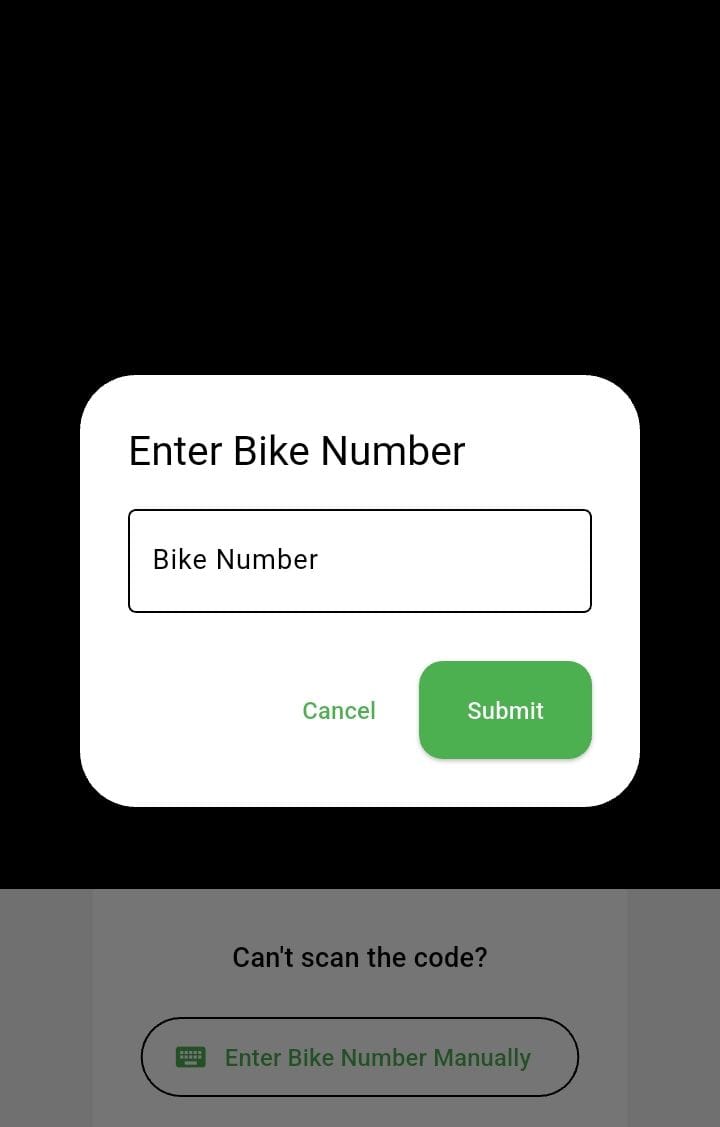 Enter Bike Number
Bike Number
Cancel
Submit
Can't scan the code?
Enter Bike Number Manually